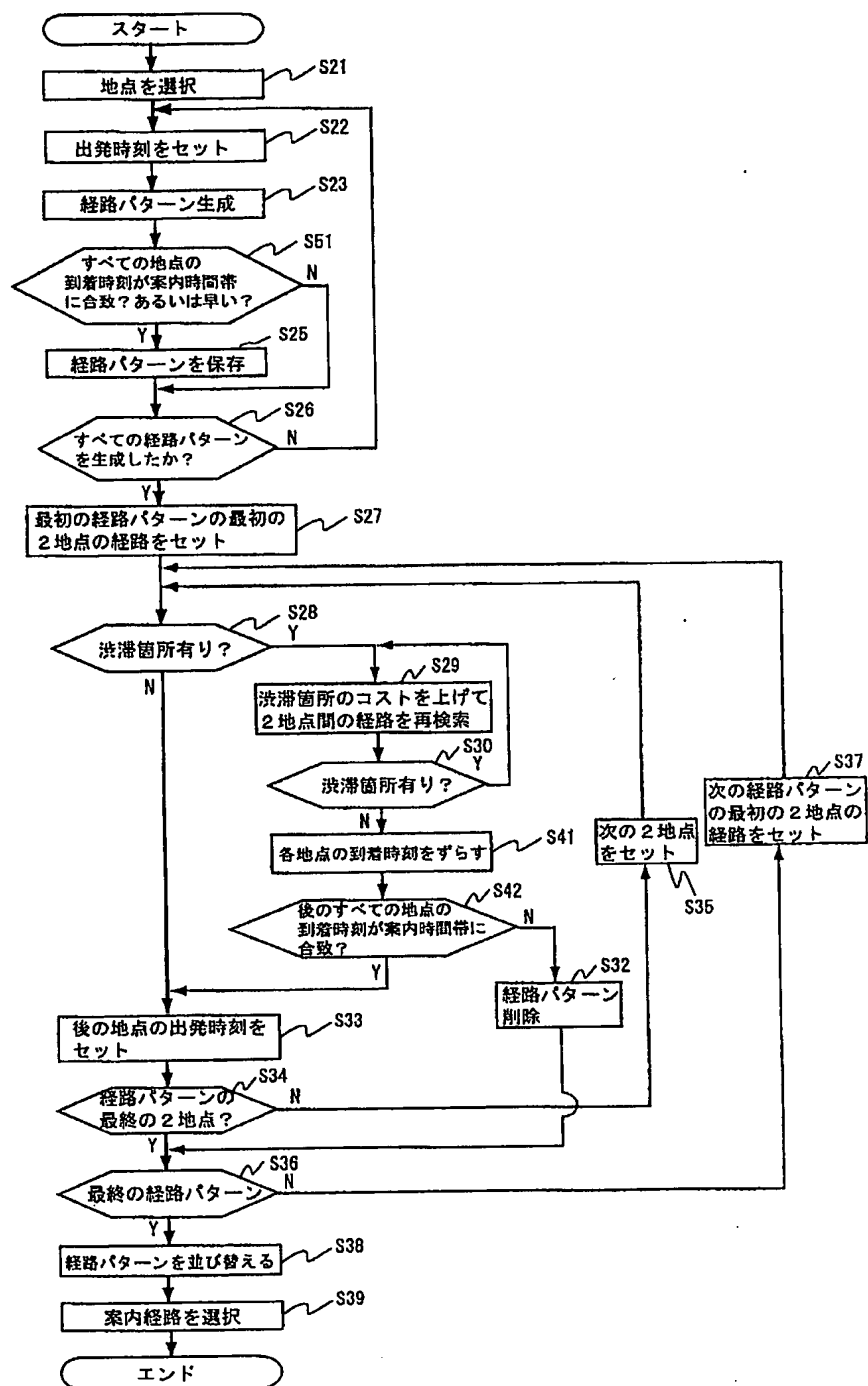 スタート
地点を選択
S21
出発時刻をセット
S22
経路パターン生成
S23
すべての地点の
到着時刻が案内時間帯
に合致?あるいは早い?
S51
N
Y
経路パターンを保存
S25
すべての経路パターン
を生成したか?
S26
N
Y
最初の経路パターンの最初の
2地点の経路をセット
S27
渋滞箇所有り?
S28
Y
N
渋滞箇所のコストを上げて
2地点間の経路を再検索
S29
渋滞箇所有り?
S30
Y
N
各地点の到着時刻をずらす
S41
後のすべての地点の
到着時刻が案内時間帯に
合致?
S42
N
Y
経路パターン
削除
S32
後の地点の出発時刻を
セット
S33
経路パターンの
最終の2地点?
S34
N
Y
次の2地点
をセット
S35
最終の経路パターン
S36
N
Y
次の経路パターン
の最初の2地点の
経路をセット
S37
経路パターンを並び替える
S38
案内経路を選択
S39
エンド